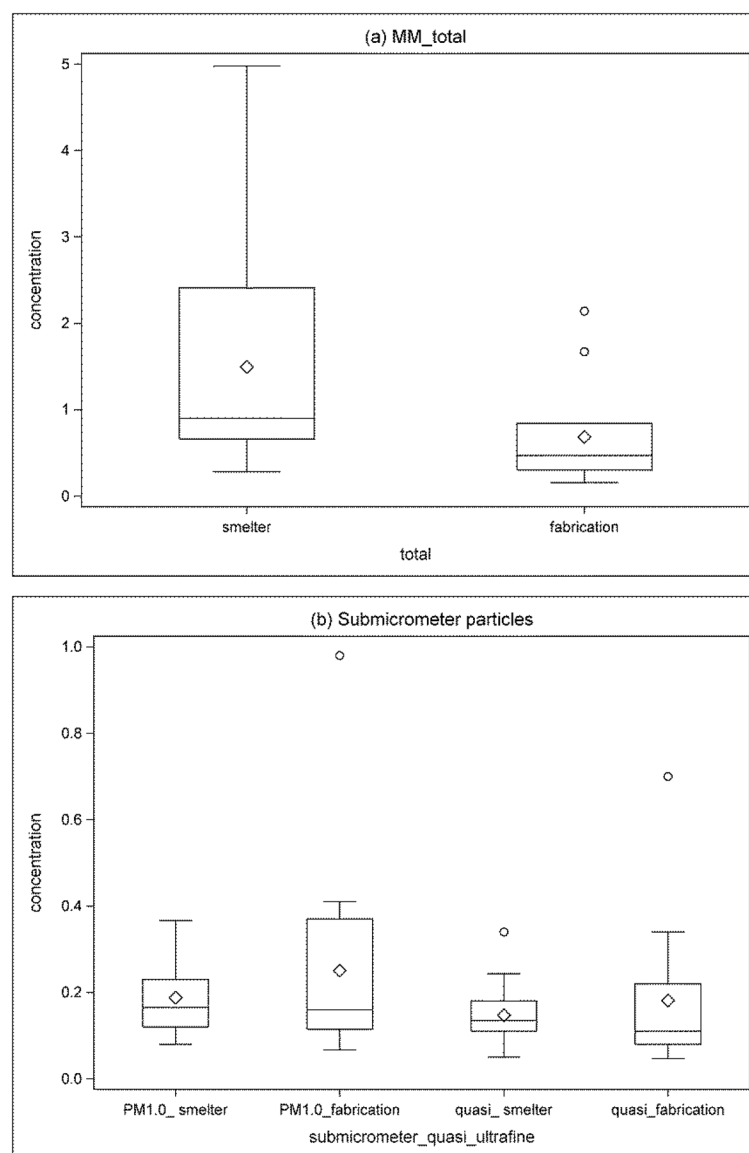 (a) MM_total
5
4
3
2
1
0
concentration
smelter fabrication
total
(b) Submicrometer particles
1.0
0.8
0.6
0.4
0.2
0.0
concentration
PM1.0_ smelter PM1.0_fabrication quasi_ smelter quasi_fabrication
submicrometer_quasi_ultrafine